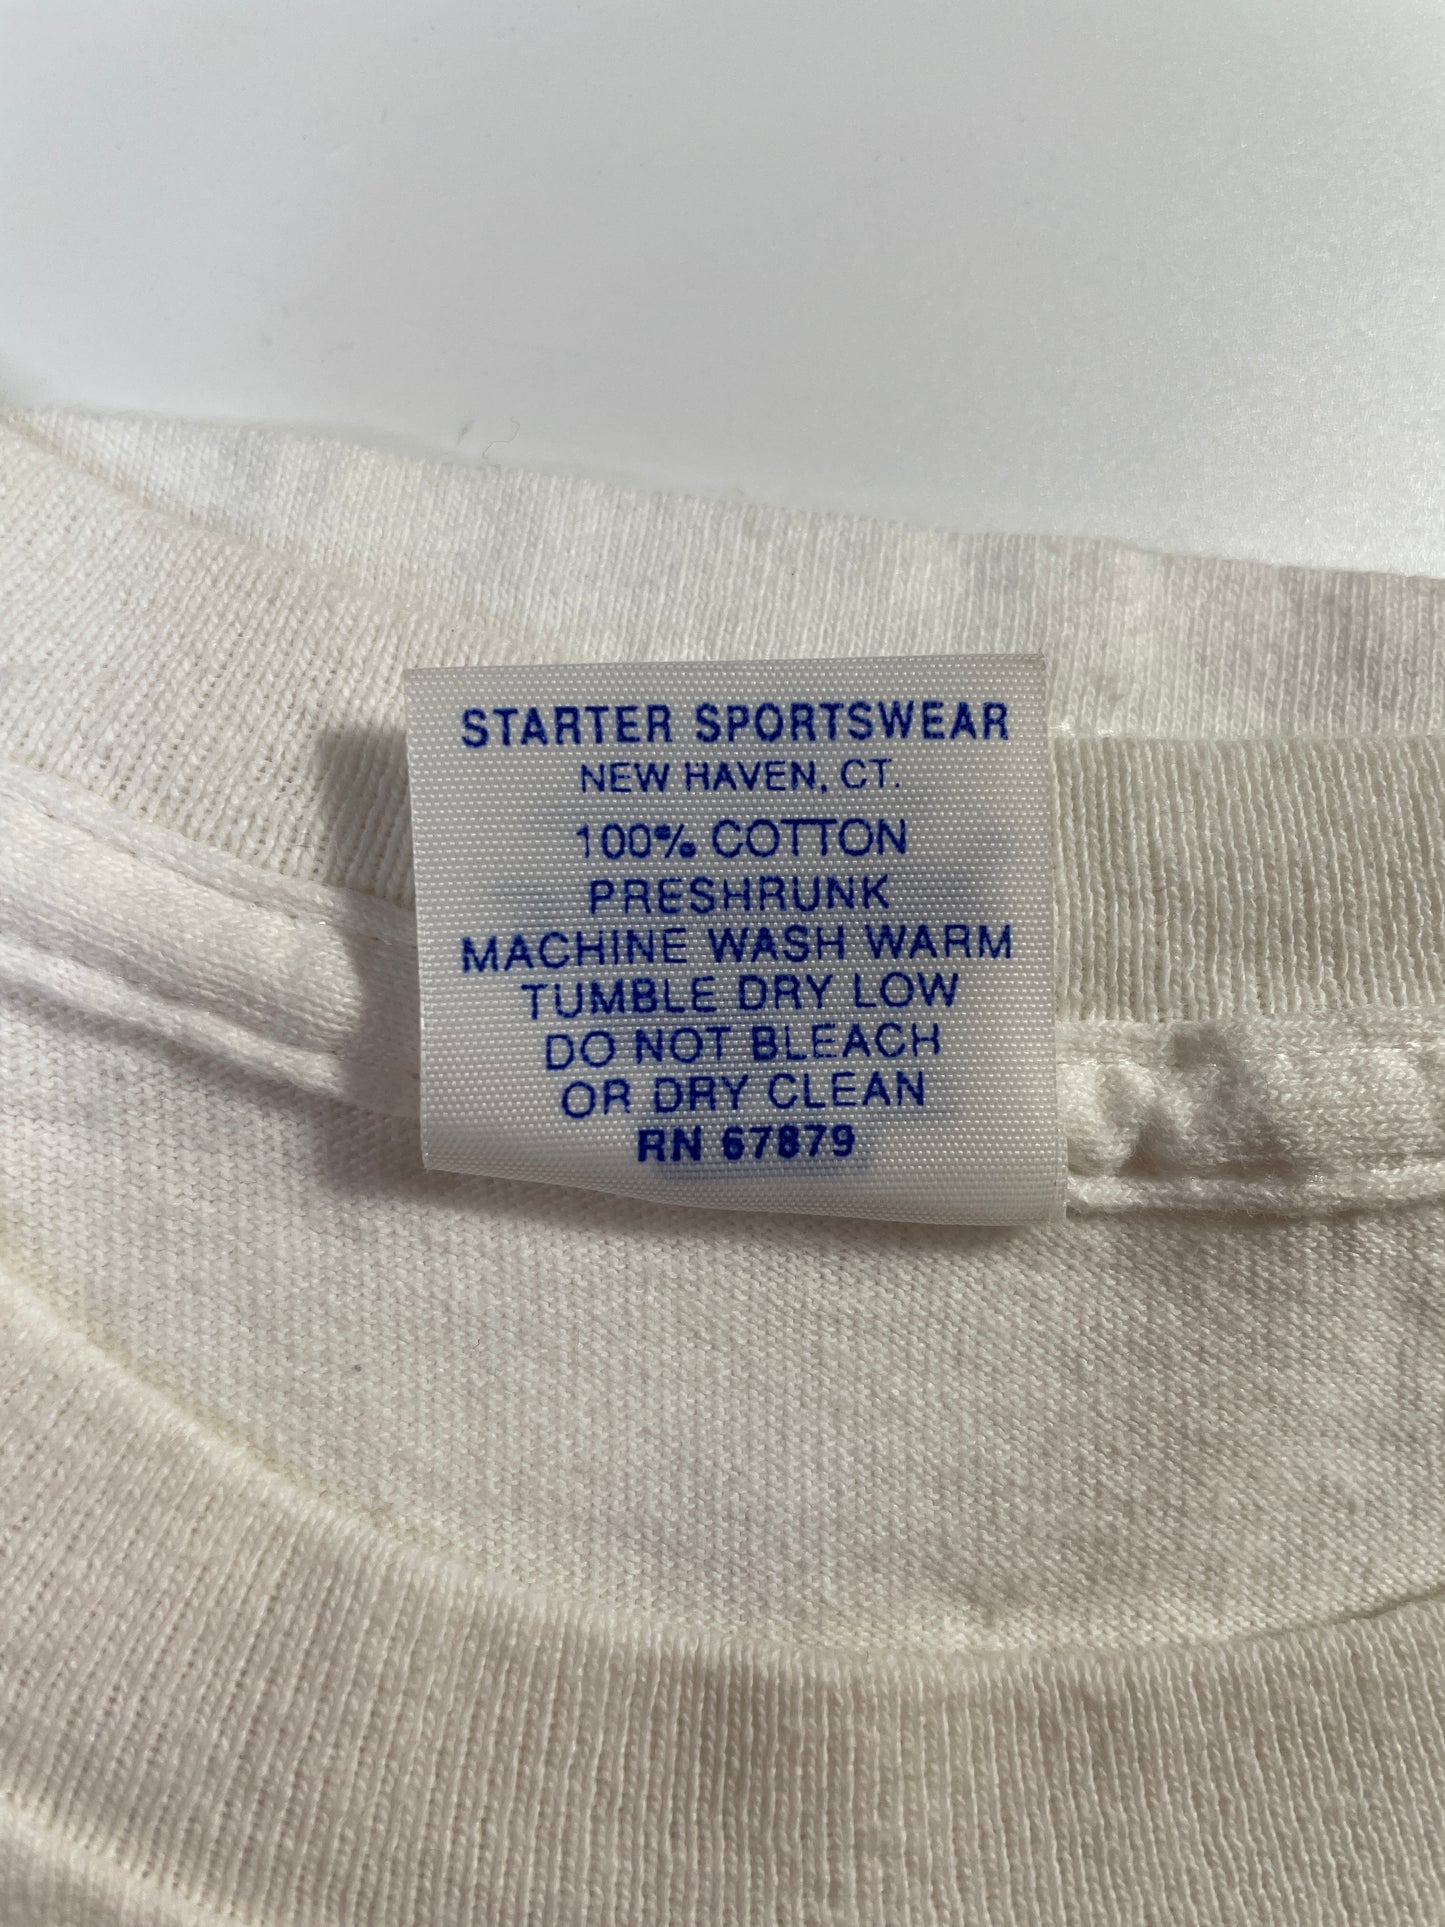 STARTER SPORTSWEAR
NEW HAVEN, CT.
100% COTTON
PRESHRUNK
MACHINE WASH WARM
TUMBLE DRY LOW
DO NOT BLEACH
OR DRY CLEAN
RN 67879